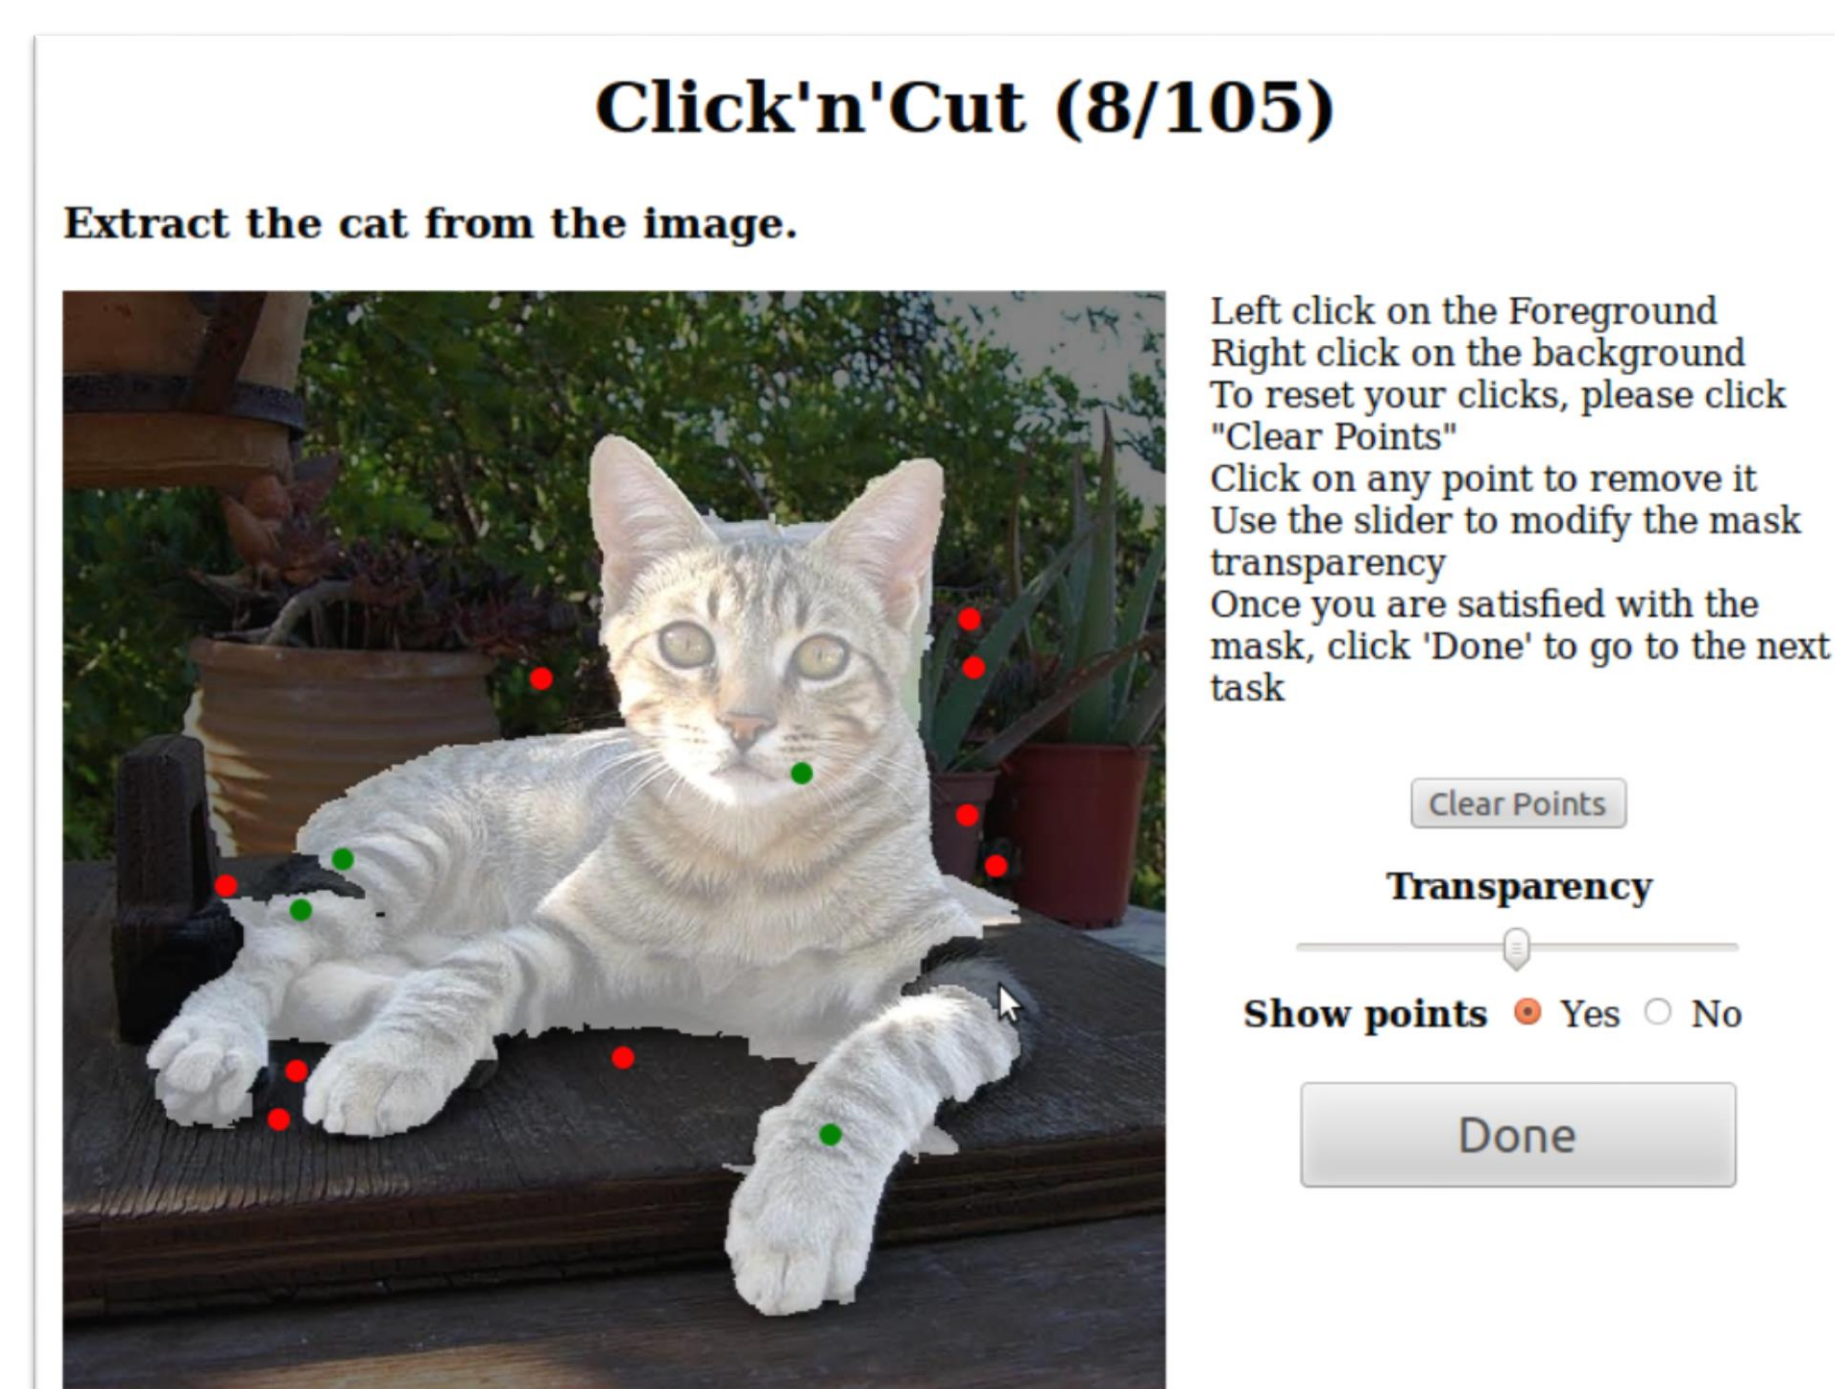 Click'n'Cut (8/105)
Extract the cat from the image.
Left click on the Foreground
Right click on the background
To reset your clicks, please click
"Clear Points"
Click on any point to remove it
Use the slider to modify the mask
transparency
Once you are satisfied with the
mask, click 'Done' to go to the next
task
Clear Points
Transparency
Show points Yes No
Done